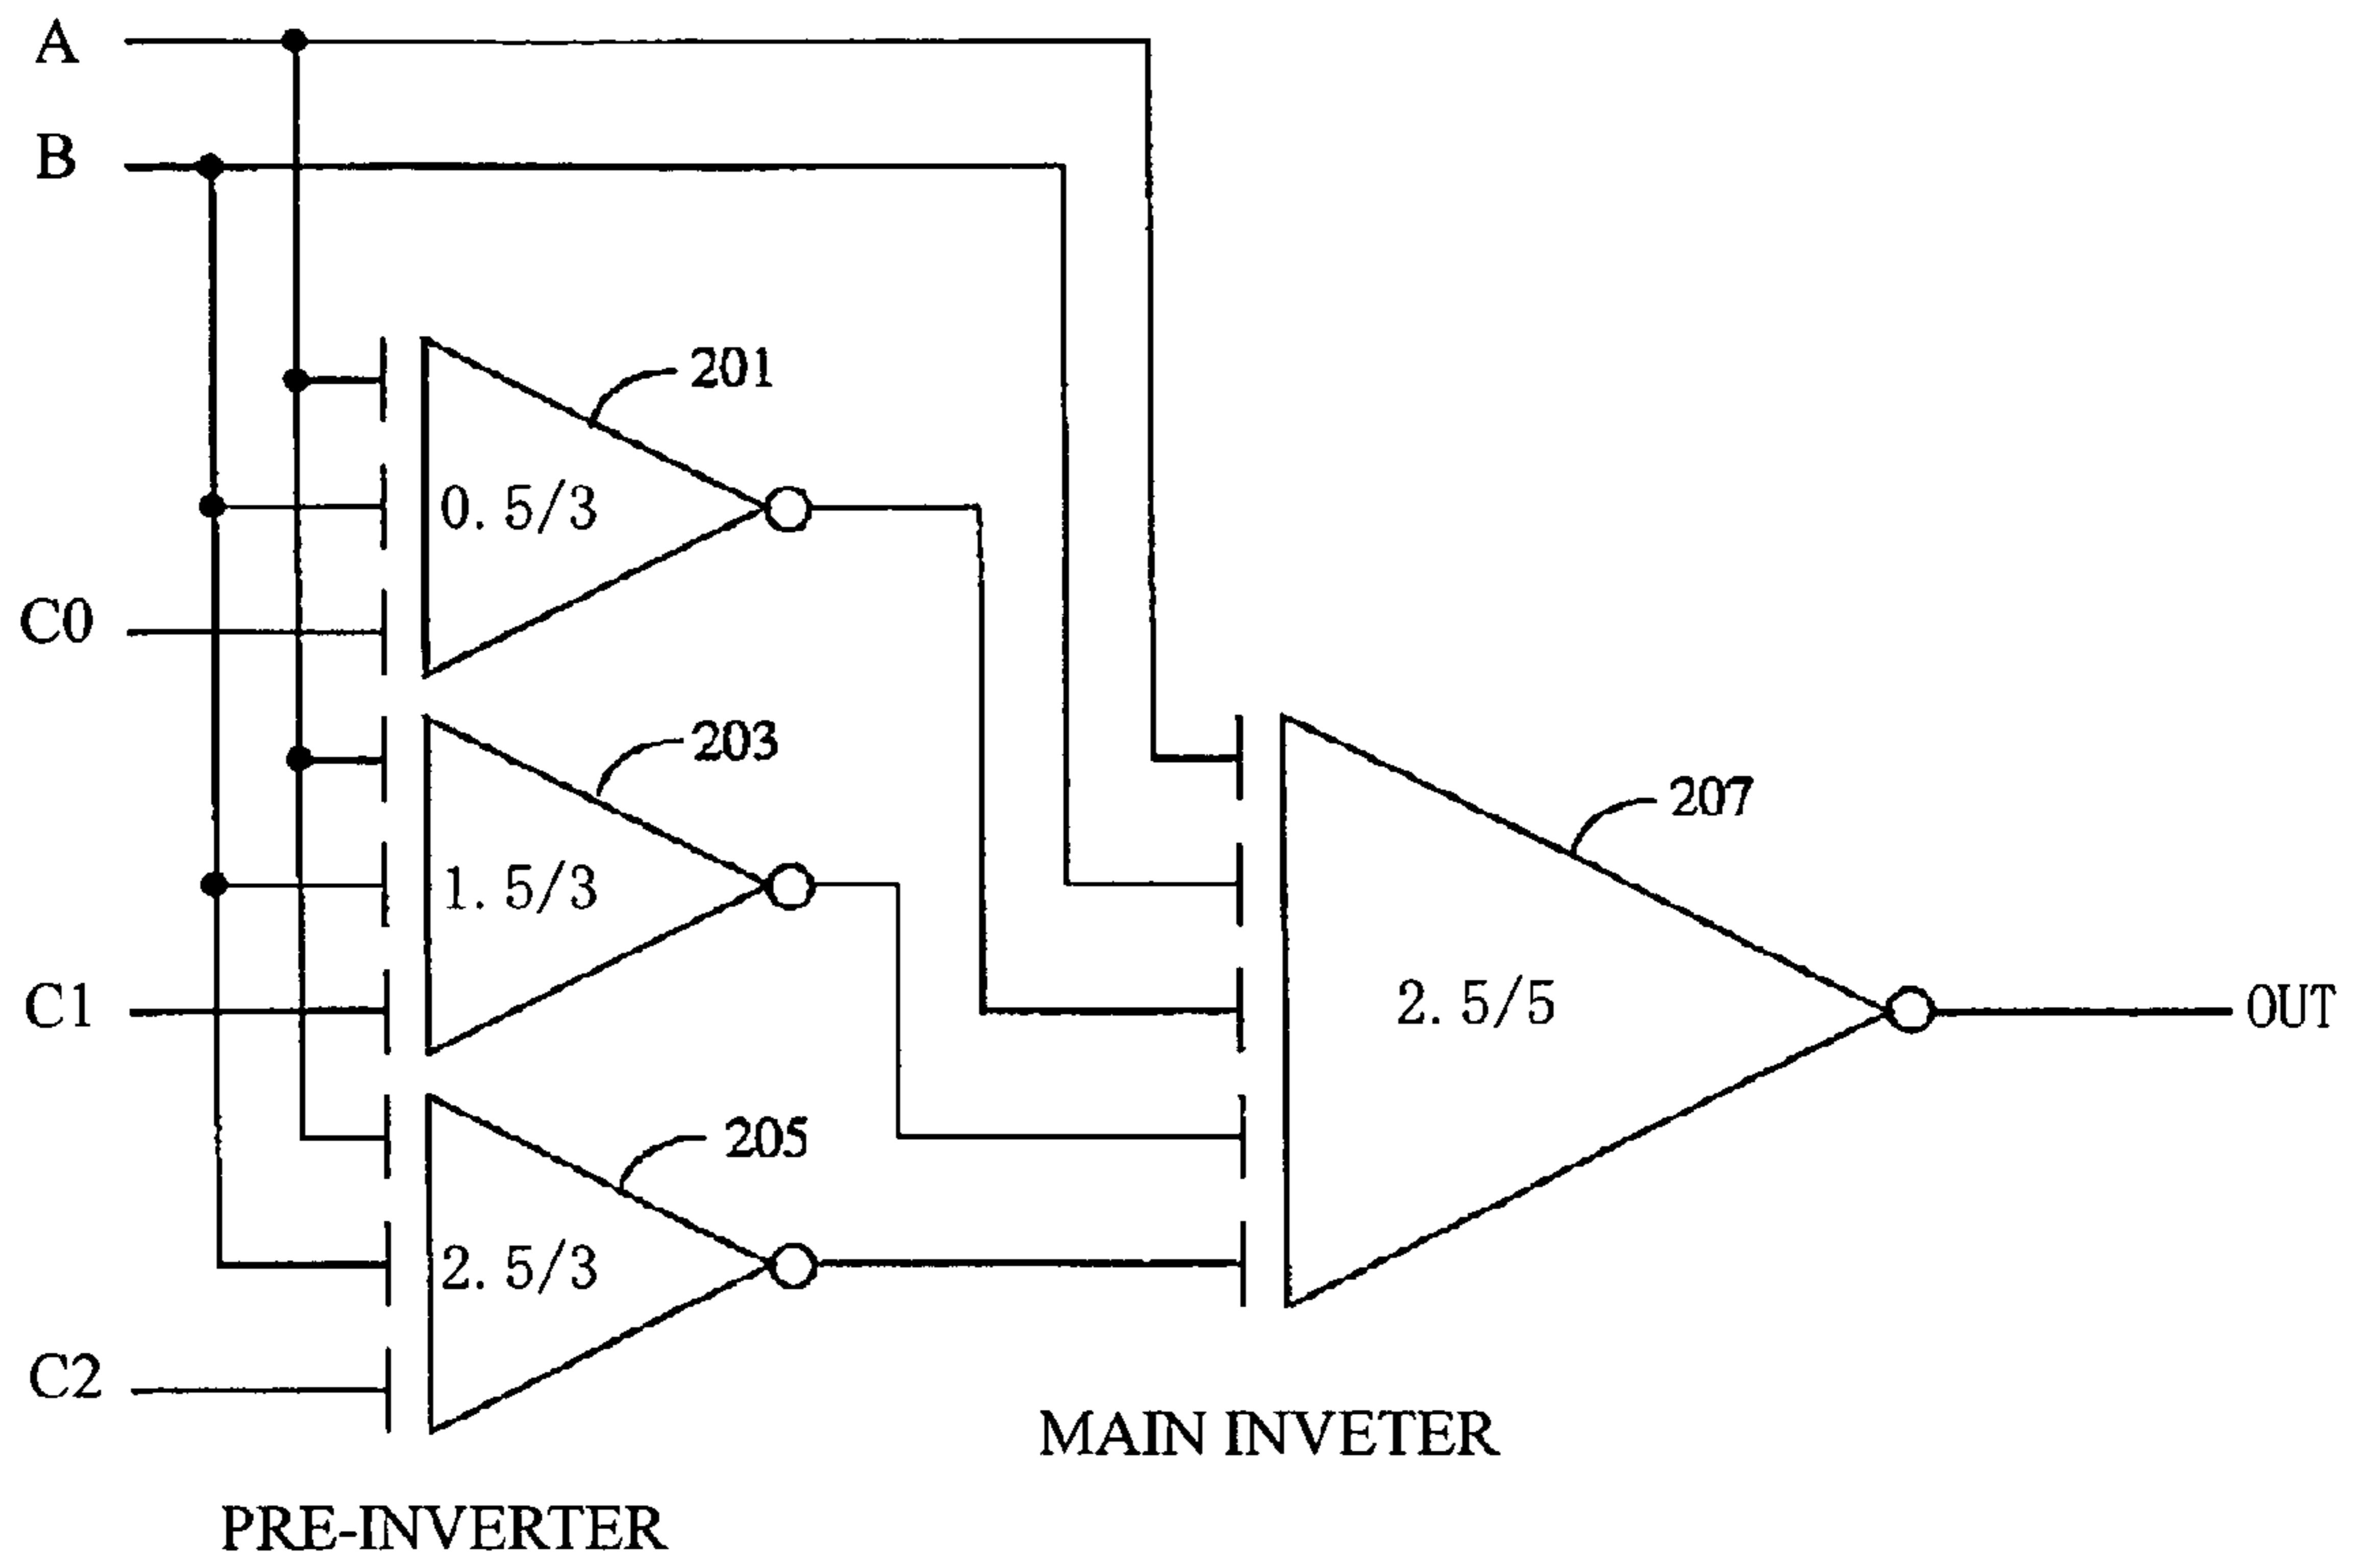 A
B
201
0.5/3
C0
203
207
1.5/3
C1
2.5/5
OUT
205
2.5/3
C2
MAIN INVETER
PRE-INVERTER